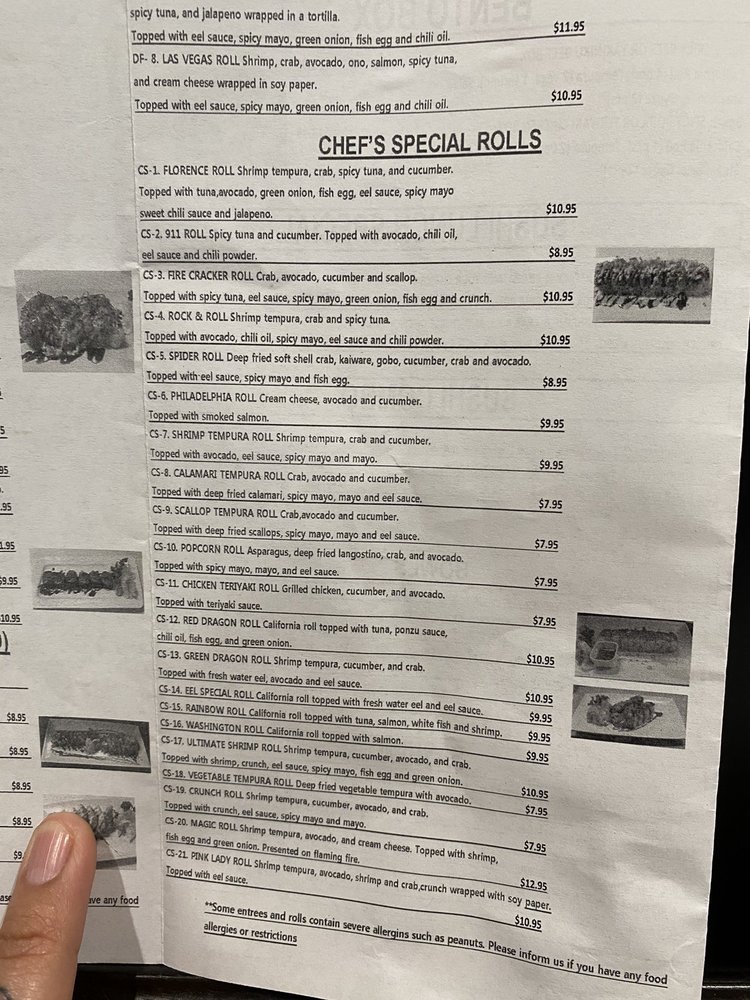 spicy tuna, and jalapeno wrapped in a tortilla.
Topped with eel sauce, spicy mayo, green onion, fish egg and chili oil. $11.95
DF- 8. LAS VEGAS ROLL Shrimp, crab, avocado, ono, salmon, spicy tuna,
and cream cheese wrapped in soy paper.
Topped with eel sauce, spicy mayo, green onion, fish egg and chili oil. $10.95
CHEF'S SPECIAL ROLLS
CS-1. FLORENCE ROLL Shrimp tempura, crab, spicy tuna, and cucumber.
Topped with tuna,avocado, green onion, fish egg, eel sauce, spicy mayo
sweet chili sauce and jalapeno. $10.95
CS-2. 911 ROLL Spicy tuna and cucumber. Topped with avocado, chili oil,
eel sauce and chili powder. $8.95
CS-3. FIRE CRACKER ROLL Crab, avocado, cucumber and scallop.
Topped with spicy tuna, eel sauce, spicy mayo, green onion, fish egg and crunch. $10.95
CS-4. ROCK & ROLL Shrimp tempura, crab and spicy tuna.
Topped with avocado, chili oil, spicy mayo, eel sauce and chili powder. $10.95
CS-5. SPIDER ROLL Deep fried soft shell crab, kaiware, gobo, cucumber, crab and avocado.
Topped with eel sauce, spicy mayo and fish egg. $8.95
CS-6. PHILADELPHIA ROLL Cream cheese, avocado and cucumber.
Topped with smoked salmon. $9.95
CS-7. SHRIMP TEMPURA ROLL Shrimp tempura, crab and cucumber.
Topped with avocado, eel sauce, spicy mayo and mayo. $9.95
CS-8. CALAMARI TEMPURA ROLL Crab, avocado and cucumber.
Topped with deep fried calamari, spicy mayo, mayo and eel sauce. $7.95
CS-9. SCALLOP TEMPURA ROLL Crab,avocado and cucumber.
Topped with deep fried scallops, spicy mayo, mayo and eel sauce. $7.95
CS-10. POPCORN ROLL Asparagus, deep fried langostino, crab, and avocado.
Topped with spicy mayo, mayo, and eel sauce. $7.95
CS-11. CHICKEN TERIYAKI ROLL Grilled chicken, cucumber, and avocado.
Topped with teriyaki sauce. $7.95
CS-12. RED DRAGON ROLL California roll topped with tuna, ponzu sauce,
chili oil, fish egg, and green onion. $10.95
CS-13. GREEN DRAGON ROLL Shrimp tempura, cucumber, and crab.
Topped with fresh water eel, avocado and eel sauce. $10.95
CS-14. EEL SPECIAL ROLL California roll topped with fresh water eel and eel sauce. $9.95
CS-15. RAINBOW ROLL California roll topped with tuna, salmon, white fish and shrimp. $9.95
CS-16. WASHINGTON ROLL California roll topped with salmon. $9.95
CS-17. ULTIMATE SHRIMP ROLL Shrimp tempura, cucumber, avocado, and crab.
Topped with shrimp, crunch, eel sauce, spicy mayo, fish egg and green onion. $10.95
CS-18. VEGETABLE TEMPURA ROLL Deep fried vegetable tempura with avocado. $7.95
CS-19. CRUNCH ROLL Shrimp tempura, cucumber, avocado, and crab.
Topped with crunch, eel sauce, spicy mayo and mayo. $7.95
CS-20. MAGIC ROLL Shrimp tempura, avocado, and cream cheese. Topped with shrimp,
fish egg and green onion. Presented on flaming fire. $12.95
CS-21. PINK LADY ROLL Shrimp tempura, avocado, shrimp and crab,crunch wrapped with soy paper.
Topped with eel sauce. $10.95
**Some entrees and rolls contain severe allergins such as peanuts. Please inform us if you have any food
allergies or restrictions
5
95
.95
1.95
$9.95
10.95
)
$8.95
$8.95
$8.95
$8.95
$9.
ave any food